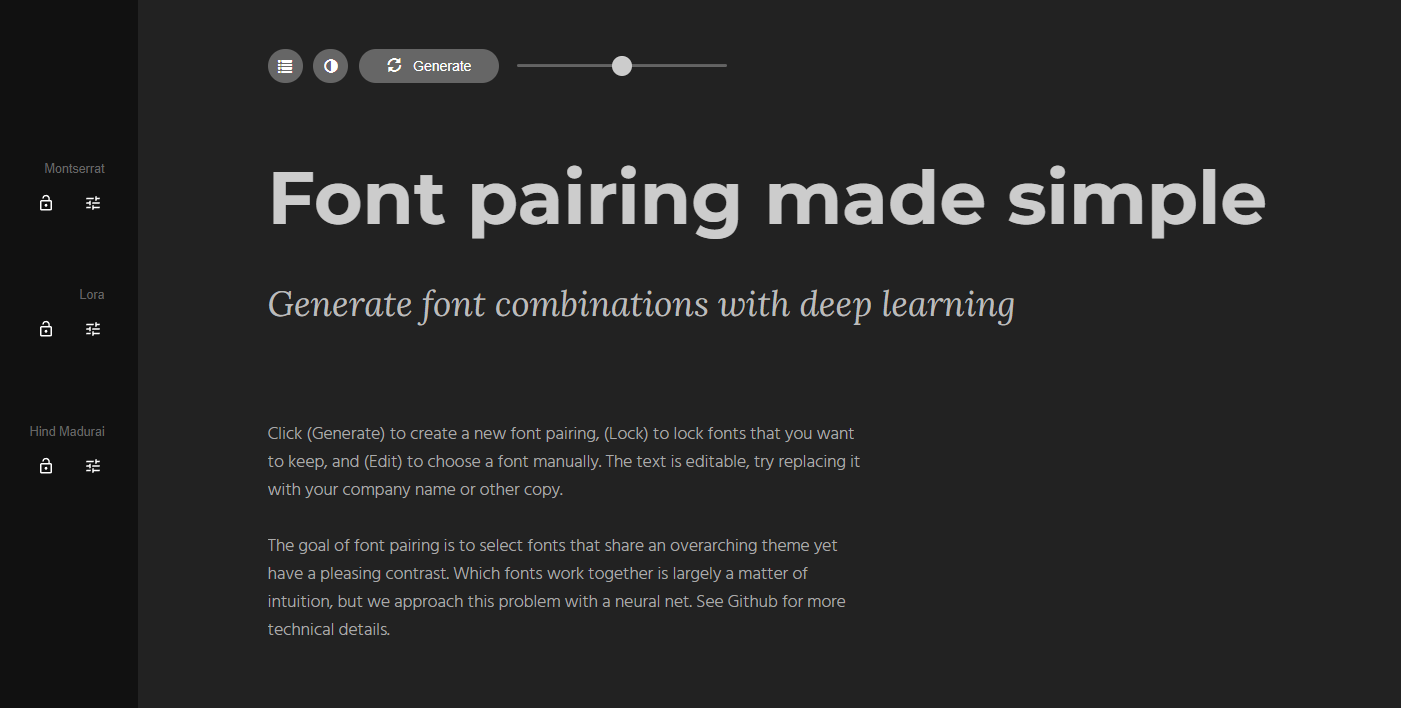 Generate
Montserrat
Font pairing made simple
Lora
Generate font combinations with deep learning
Hind Madurai
Click (Generate) to create a new font pairing, (Lock) to lock fonts that you want
to keep, and (Edit) to choose a font manually. The text is editable, try replacing it
with your company name or other copy.
The goal of font pairing is to select fonts that share an overarching theme yet
have a pleasing contrast. Which fonts work together is largely a matter of
intuition, but we approach this problem with a neural net. See Github for more
technical details.